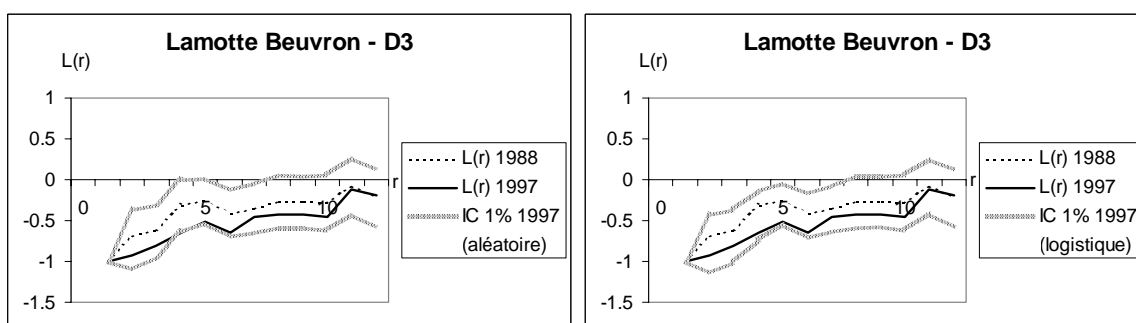 Lamotte Beuvron - D3
L(r)
1
0.5
0
-0.5
-1
-1.5
0
5
10
r
L(r) 1988
L(r) 1997
IC 1% 1997
(aléatoire)
Lamotte Beuvron - D3
L(r)
1
0.5
0
-0.5
-1
-1.5
0
5
10
r
L(r) 1988
L(r) 1997
IC 1% 1997
(logistique)